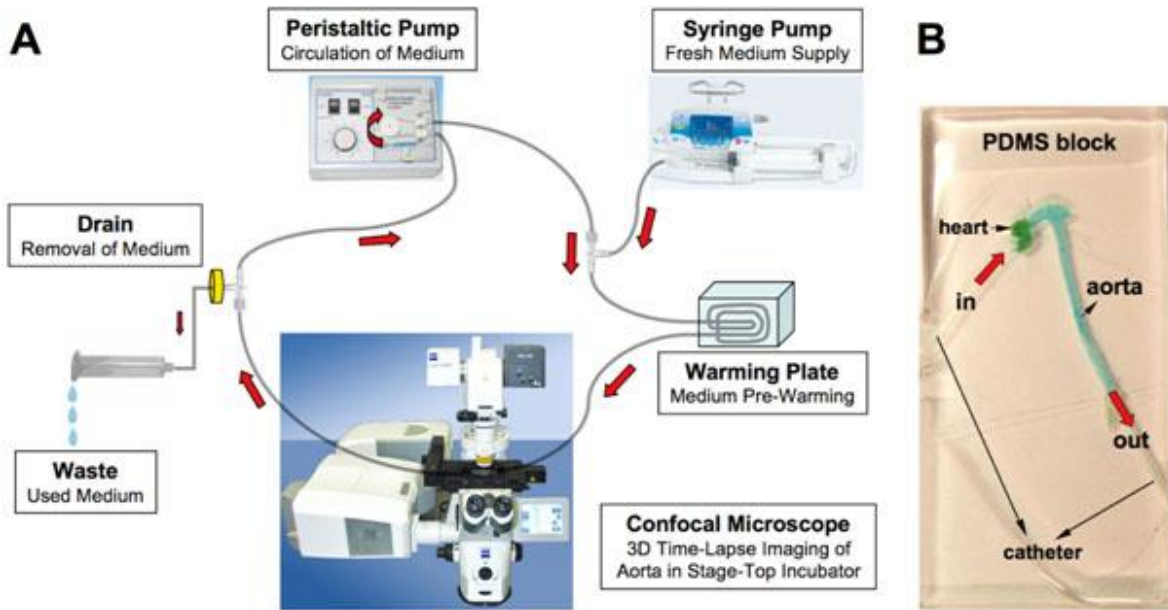 A
Peristaltic Pump
Circulation of Medium
Syringe Pump
Fresh Medium Supply
B
PDMS block
Drain
Removal of Medium
heart
in
aorta
Warming Plate
Medium Pre-Warming
out
Waste
Used Medium
Confocal Microscope
3D Time-Lapse Imaging of
Aorta in Stage-Top Incubator
catheter